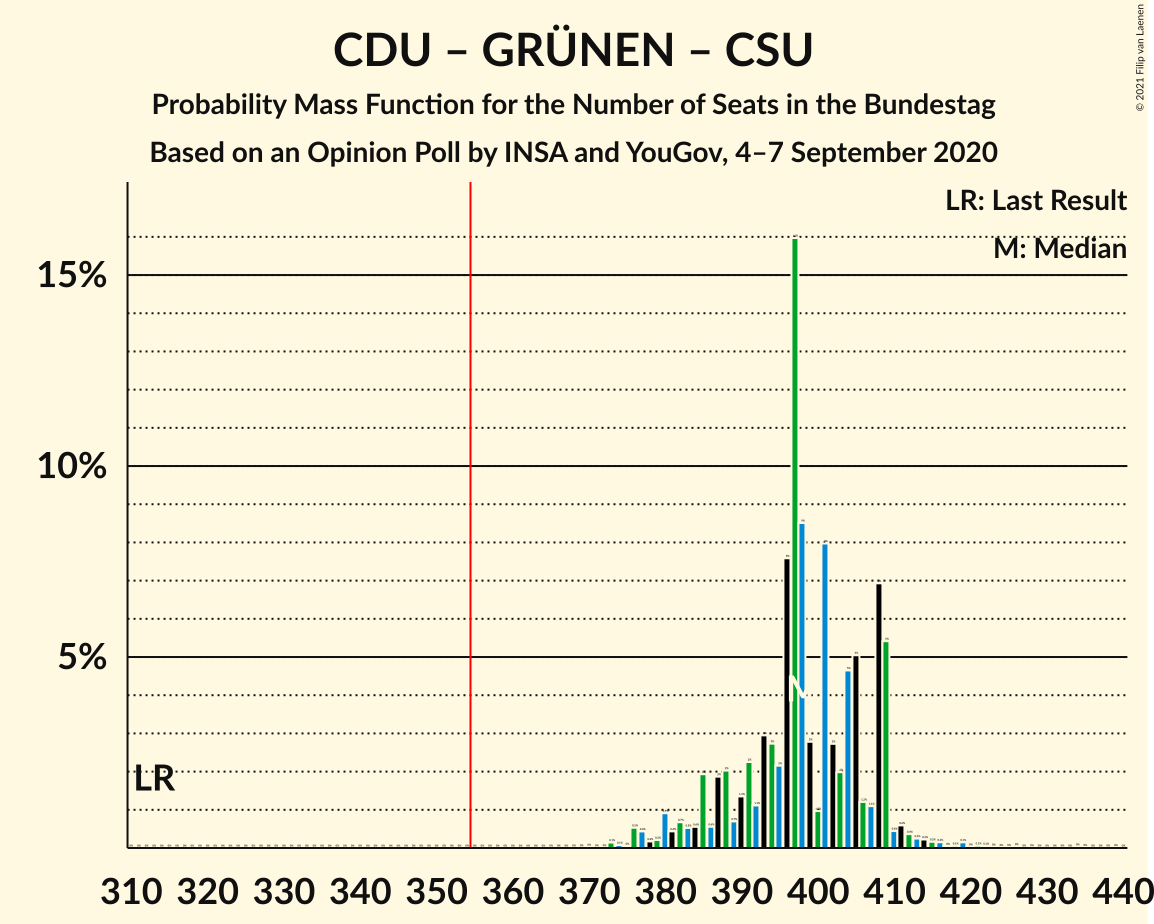 CDU – GRÜNEN – CSU
Probability Mass Function for the Number of Seats in the Bundestag
Based on an Opinion Poll by INSA and YouGov, 4–7 September 2020
© 2021 Filip van Laenen
LR: Last Result
M: Median
15%
10%
5%
LR
310 320 330 340 350 360 370 380 390 400 410 420 430 440